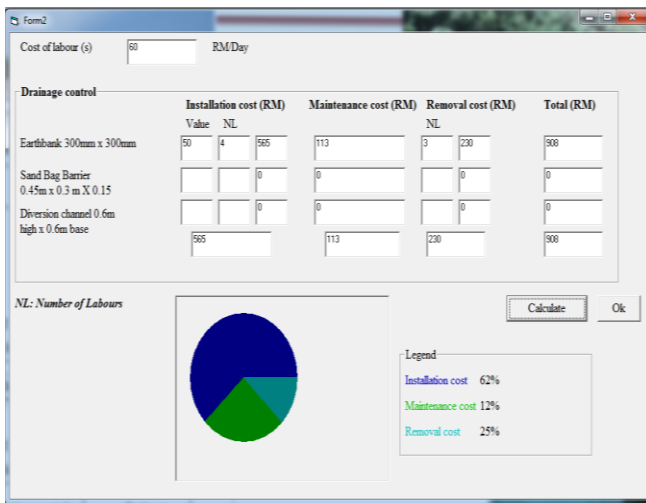 Form2
Cost of labour (s) 60 RM/Day
Drainage control
Installation cost (RM) Maintenance cost (RM) Removal cost (RM) Total (RM)
Value NL NL
Earthbank 300mm x 300mm 50 4 565 113 3 230 908
Sand Bag Barrier
0.45m x 0.3 m X 0.15 0 0 0 0
Diversion channel 0.6m
high x 0.6m base 0 0 0 0
565 113 230 908
NL: Number of Labours
Calculate Ok
Legend
Installation cost 62%
Maintenance cost 12%
Removal cost 25%